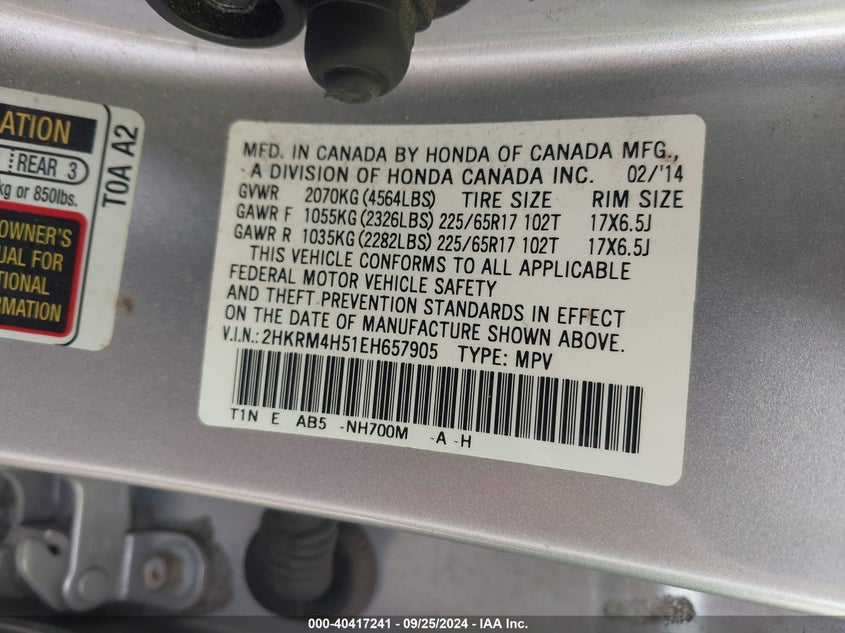 ATION
REAR 3
kg or 850lbs.
OWNER'S
UAL FOR
TIONAL
RMATION
T0A A2
MFD. IN CANADA BY HONDA OF CANADA MFG.,
A DIVISION OF HONDA CANADA INC. 02/'14
GVWR 2070KG (4564LBS) TIRE SIZE RIM SIZE
GAWR F 1055KG (2326LBS) 225/65R17 102T 17X6.5J
GAWR R 1035KG (2282LBS) 225/65R17 102T 17X6.5J
THIS VEHICLE CONFORMS TO ALL APPLICABLE
FEDERAL MOTOR VEHICLE SAFETY
AND THEFT PREVENTION STANDARDS IN EFFECT
ON THE DATE OF MANUFACTURE SHOWN ABOVE.
V.I.N.: 2HKRM4H51EH657905 TYPE: MPV
T1N E AB5 -NH700M -A -H
000-40417241 - 09/25/2024 - IAA Inc.